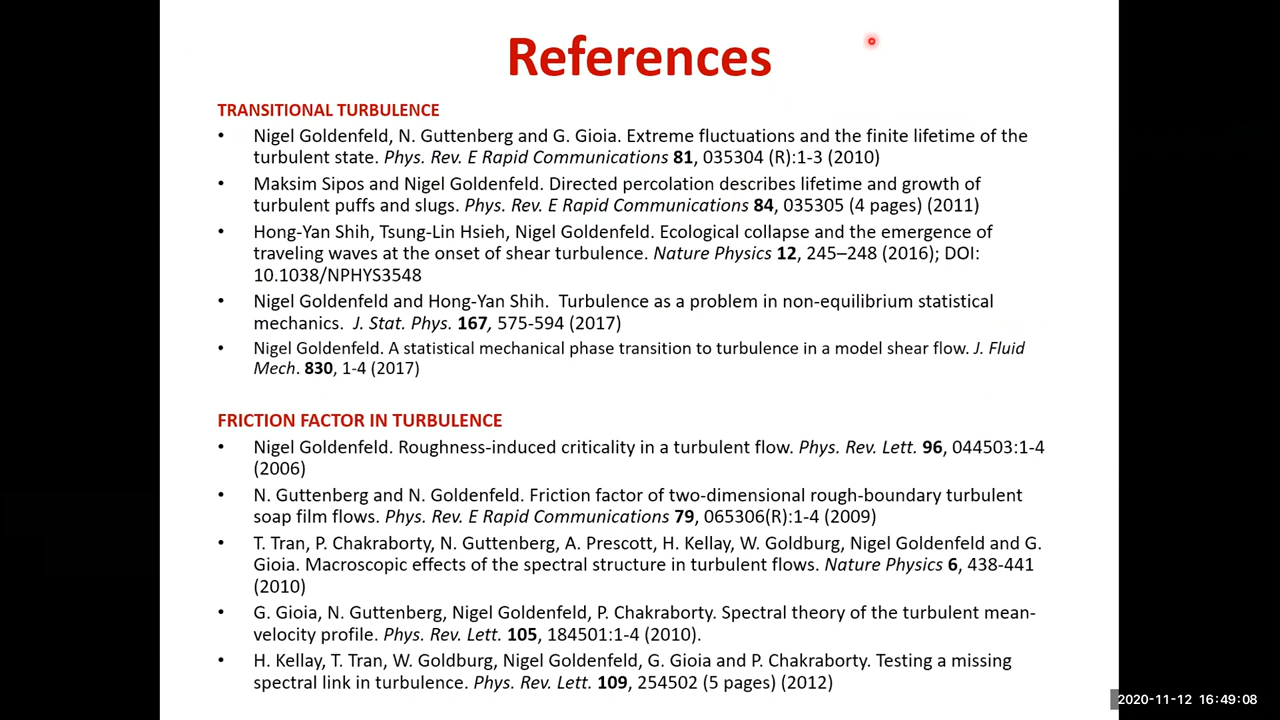 References
TRANSITIONAL TURBULENCE
• Nigel Goldenfeld, N. Guttenberg and G. Gioia. Extreme fluctuations and the finite lifetime of the
turbulent state. Phys. Rev. E Rapid Communications 81, 035304 (R):1-3 (2010)
• Maksim Sipos and Nigel Goldenfeld. Directed percolation describes lifetime and growth of
turbulent puffs and slugs. Phys. Rev. E Rapid Communications 84, 035305 (4 pages) (2011)
• Hong-Yan Shih, Tsung-Lin Hsieh, Nigel Goldenfeld. Ecological collapse and the emergence of
traveling waves at the onset of shear turbulence. Nature Physics 12, 245–248 (2016); DOI:
10.1038/NPHYS3548
• Nigel Goldenfeld and Hong-Yan Shih. Turbulence as a problem in non-equilibrium statistical
mechanics. J. Stat. Phys. 167, 575-594 (2017)
• Nigel Goldenfeld. A statistical mechanical phase transition to turbulence in a model shear flow. J. Fluid
Mech. 830, 1-4 (2017)
FRICTION FACTOR IN TURBULENCE
• Nigel Goldenfeld. Roughness-induced criticality in a turbulent flow. Phys. Rev. Lett. 96, 044503:1-4
(2006)
• N. Guttenberg and N. Goldenfeld. Friction factor of two-dimensional rough-boundary turbulent
soap film flows. Phys. Rev. E Rapid Communications 79, 065306(R):1-4 (2009)
• T. Tran, P. Chakraborty, N. Guttenberg, A. Prescott, H. Kellay, W. Goldburg, Nigel Goldenfeld and G.
Gioia. Macroscopic effects of the spectral structure in turbulent flows. Nature Physics 6, 438-441
(2010)
• G. Gioia, N. Guttenberg, Nigel Goldenfeld, P. Chakraborty. Spectral theory of the turbulent mean-
velocity profile. Phys. Rev. Lett. 105, 184501:1-4 (2010).
• H. Kellay, T. Tran, W. Goldburg, Nigel Goldenfeld, G. Gioia and P. Chakraborty. Testing a missing
spectral link in turbulence. Phys. Rev. Lett. 109, 254502 (5 pages) (2012)
2020-11-12 16:49:08